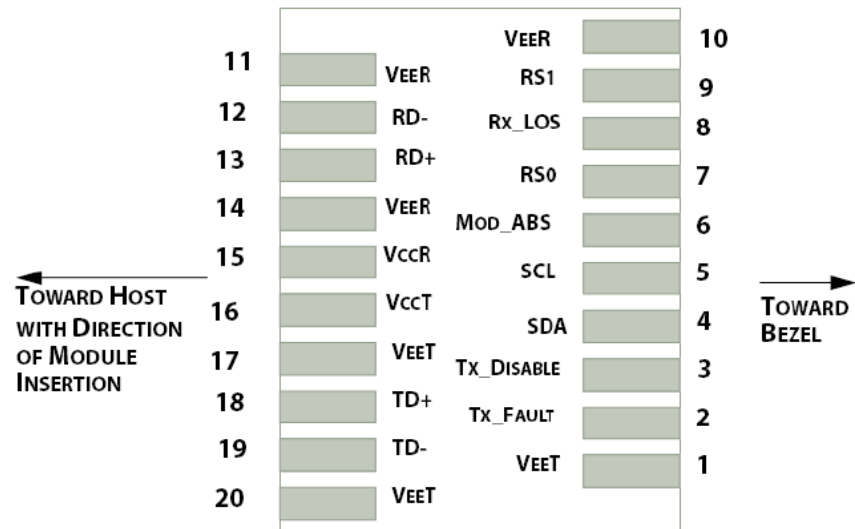 VEER 10
11 VEER
RS1 9
12 RD-
RX_LOS 8
13 RD+
RS0 7
14 VEER
MOD_ABS 6
15 VCCR
SCL 5
TOWARD HOST
WITH DIRECTION
OF MODULE
INSERTION
TOWARD
BEZEL
16 VCCT
SDA 4
17 VEET
TX_DISABLE 3
18 TD+
TX_FAULT 2
19 TD-
VEET 1
20 VEET